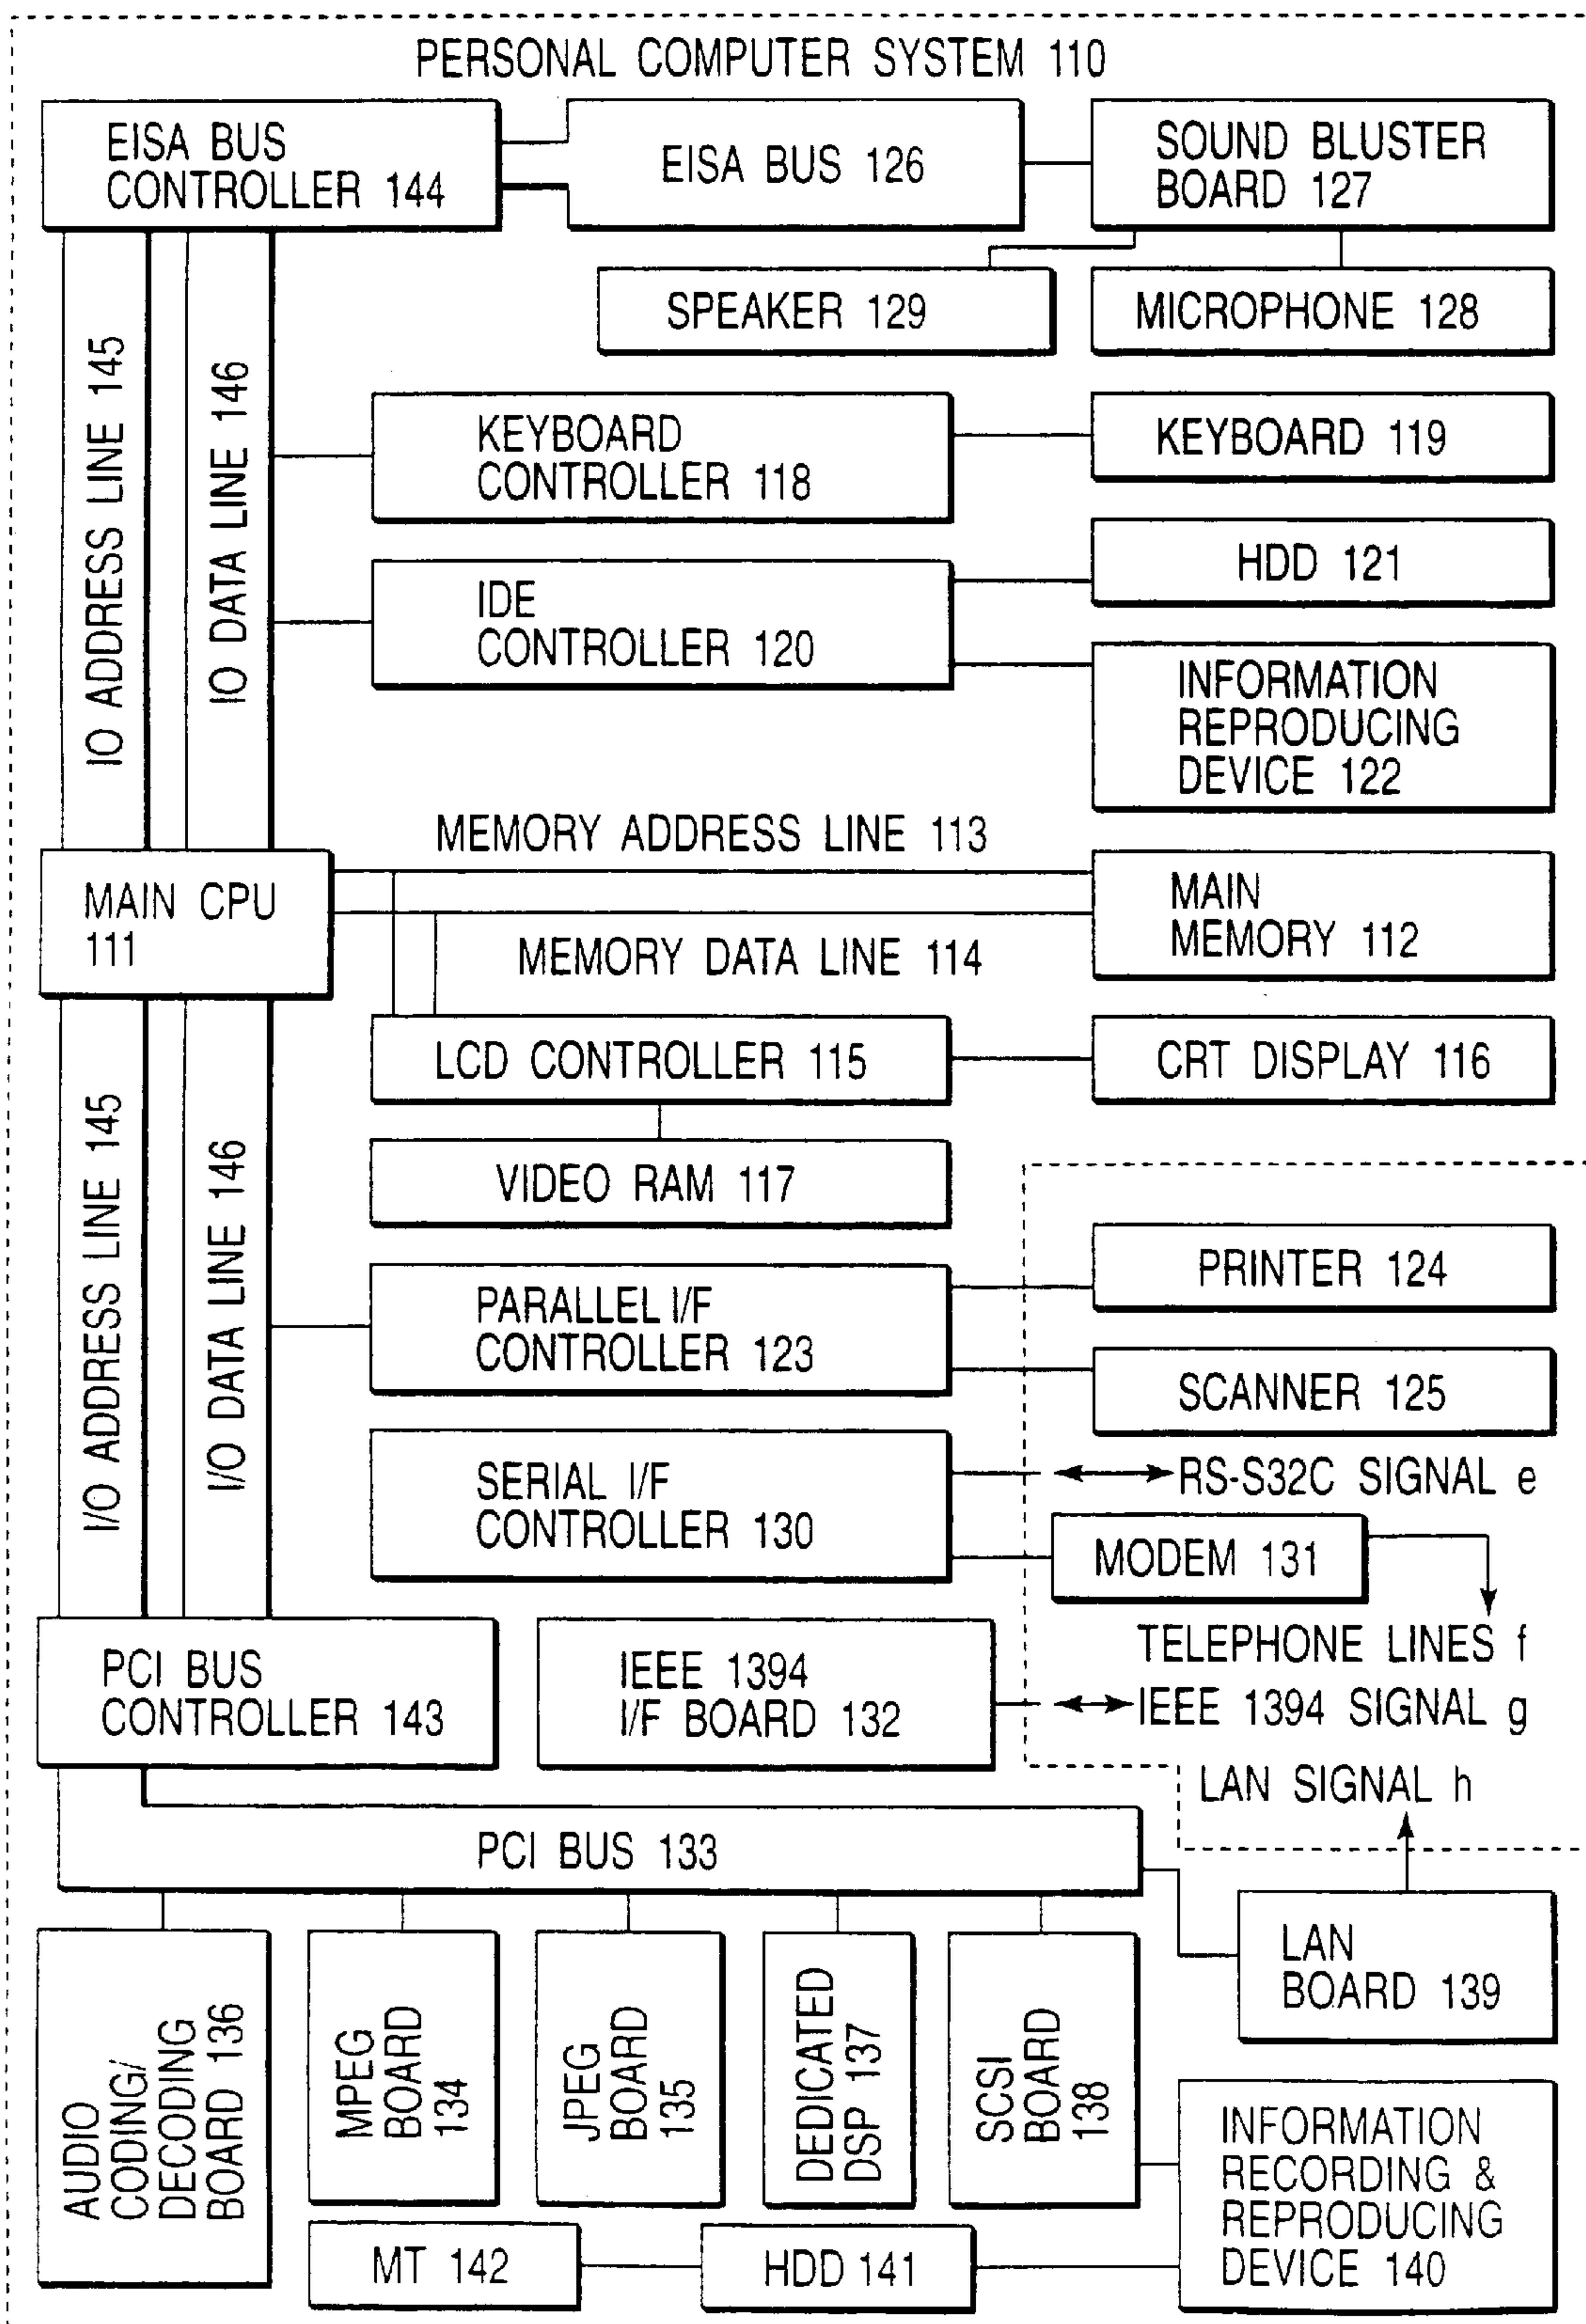 PERSONAL COMPUTER SYSTEM 110
EISA BUS
CONTROLLER 144
EISA BUS 126
SOUND BLUSTER
BOARD 127
SPEAKER 129
MICROPHONE 128
IO ADDRESS LINE 145
IO DATA LINE 146
KEYBOARD
CONTROLLER 118
KEYBOARD 119
IDE
CONTROLLER 120
HDD 121
INFORMATION
REPRODUCING
DEVICE 122
MEMORY ADDRESS LINE 113
MAIN CPU
111
MAIN
MEMORY 112
MEMORY DATA LINE 114
LCD CONTROLLER 115
CRT DISPLAY 116
VIDEO RAM 117
I/O ADDRESS LINE 145
I/O DATA LINE 146
PARALLEL I/F
CONTROLLER 123
PRINTER 124
SCANNER 125
SERIAL I/F
CONTROLLER 130
RS-S32C SIGNAL e
MODEM 131
TELEPHONE LINES f
PCI BUS
CONTROLLER 143
IEEE 1394
I/F BOARD 132
IEEE 1394 SIGNAL g
LAN SIGNAL h
PCI BUS 133
LAN
BOARD 139
AUDIO
CODING/
DECODING
BOARD 136
MPEG
BOARD
134
JPEG
BOARD
135
DEDICATED
DSP 137
SCSI
BOARD
138
INFORMATION
RECORDING &
REPRODUCING
DEVICE 140
MT 142
HDD 141